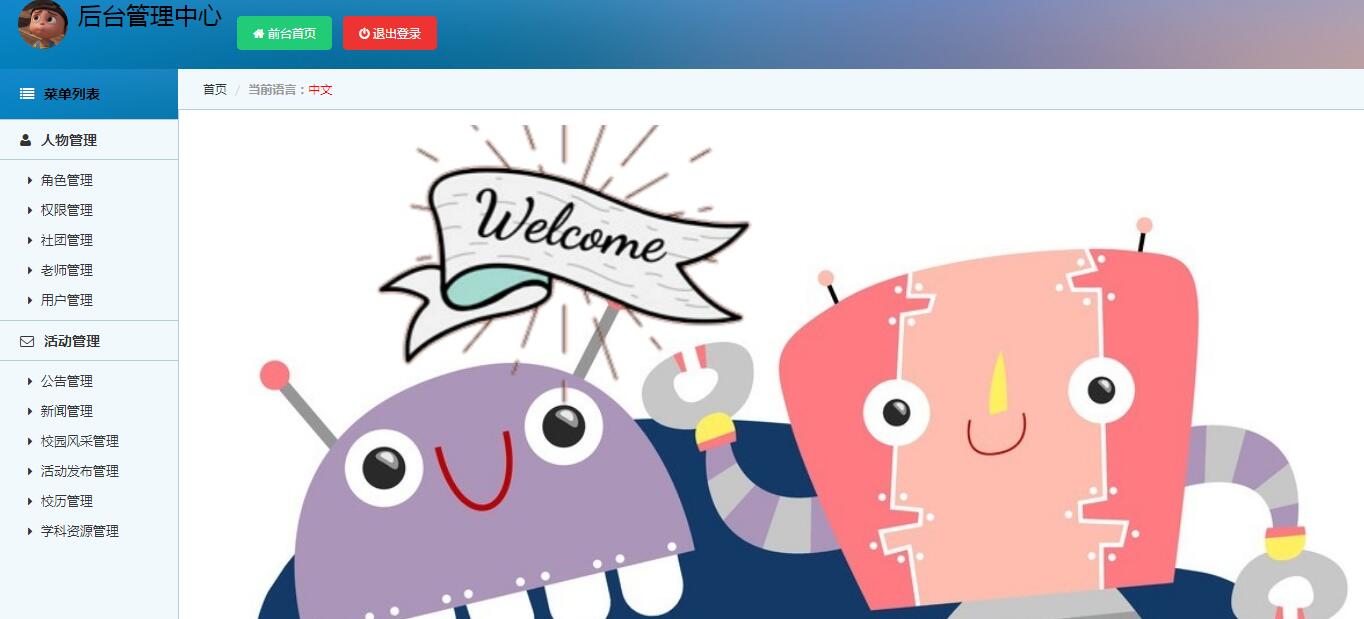 后台管理中心
前台首页
退出登录
菜单列表
首页 / 当前语言：中文
人物管理
角色管理
权限管理
社团管理
老师管理
用户管理
活动管理
公告管理
新闻管理
校园风采管理
活动发布管理
校历管理
学科资源管理
Welcome